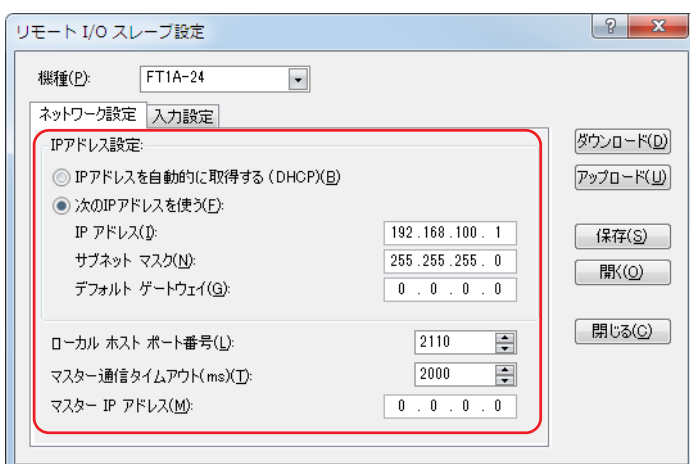 リモート I/O スレーブ設定
機種(P): FT1A-24
ネットワーク設定 入力設定
IPアドレス設定:
IPアドレスを自動的に取得する(DHCP)(B)
次のIPアドレスを使う(F):
IP アドレス(I): 192.168.100.1
サブネット マスク(N): 255.255.255.0
デフォルト ゲートウェイ(G): 0.0.0.0
ローカル ホスト ポート番号(L): 2110
マスター通信タイムアウト(ms)(T): 2000
マスター IP アドレス(M): 0.0.0.0
ダウンロード(D)
アップロード(U)
保存(S)
開く(O)
閉じる(C)